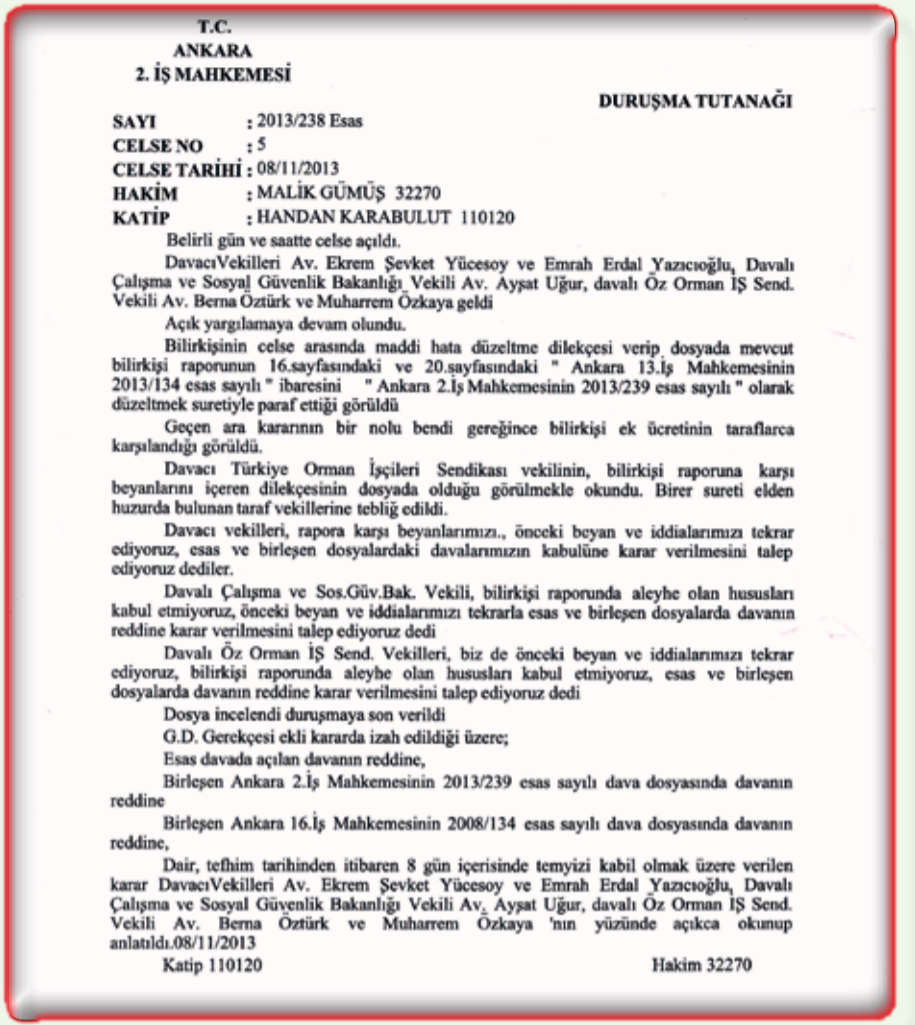 T.C.
ANKARA
2. İŞ MAHKEMESİ
DURUŞMA TUTANAĞI
SAYI : 2013/238 Esas
CELSE NO : 5
CELSE TARİHİ : 08/11/2013
HAKİM : MALİK GÜMÜŞ 32270
KATİP : HANDAN KARABULUT 110120
Belirli gün ve saatte celse açıldı.
DavacıVekilleri Av. Ekrem Şevket Yücesoy ve Emrah Erdal Yazıcıoğlu, Davalı
Çalışma ve Sosyal Güvenlik Bakanlığı Vekili Av. Ayşat Uğur, davalı Öz Orman İŞ Send.
Vekili Av. Berna Öztürk ve Muharrem Özkaya geldi
Açık yargılamaya devam olundu.
Bilirkişinin celse arasında maddi hata düzeltme dilekçesi verip dosyada mevcut
bilirkişi raporunun 16.sayfasındaki ve 20.sayfasındaki " Ankara 13.İş Mahkemesinin
2013/134 esas sayılı " ibaresini " Ankara 2.İş Mahkemesinin 2013/239 esas sayılı " olarak
düzeltmek suretiyle paraf ettiği görüldü
Geçen ara kararının bir nolu bendi gereğince bilirkişi ek ücretinin taraflarca
karşılandığı görüldü.
Davacı Türkiye Orman İşçileri Sendikası vekilinin, bilirkişi raporuna karşı
beyanlarını içeren dilekçesinin dosyada olduğu görülmekle okundu. Birer sureti elden
huzurda bulunan taraf vekillerine tebliğ edildi.
Davacı vekilleri, rapora karşı beyanlarımızı., önceki beyan ve iddialarımızı tekrar
ediyoruz, esas ve birleşen dosyalardaki davalarımızın kabulüne karar verilmesini talep
ediyoruz dediler.
Davalı Çalışma ve Sos.Güv.Bak. Vekili, bilirkişi raporunda aleyhe olan hususları
kabul etmiyoruz, önceki beyan ve iddialarımızı tekrarla esas ve birleşen dosyalarda davanın
reddine karar verilmesini talep ediyoruz dedi
Davalı Öz Orman İŞ Send. Vekilleri, biz de önceki beyan ve iddialarımızı tekrar
ediyoruz, bilirkişi raporunda aleyhe olan hususları kabul etmiyoruz, esas ve birleşen
dosyalarda davanın reddine karar verilmesini talep ediyoruz dedi
Dosya incelendi duruşmaya son verildi
G.D. Gerekçesi ekli kararda izah edildiği üzere;
Esas davada açılan davanın reddine,
Birleşen Ankara 2.İş Mahkemesinin 2013/239 esas sayılı dava dosyasında davanın
reddine
Birleşen Ankara 16.İş Mahkemesinin 2008/134 esas sayılı dava dosyasında davanın
reddine,
Dair, tefhim tarihinden itibaren 8 gün içerisinde temyizi kabil olmak üzere verilen
karar DavacıVekilleri Av. Ekrem Şevket Yücesoy ve Emrah Erdal Yazıcıoğlu, Davalı
Çalışma ve Sosyal Güvenlik Bakanlığı Vekili Av. Ayşat Uğur, davalı Öz Orman İŞ Send.
Vekili Av. Berna Öztürk ve Muharrem Özkaya 'nın yüzünde açıkca okunup
anlatıldı.08/11/2013
Katip 110120 Hakim 32270